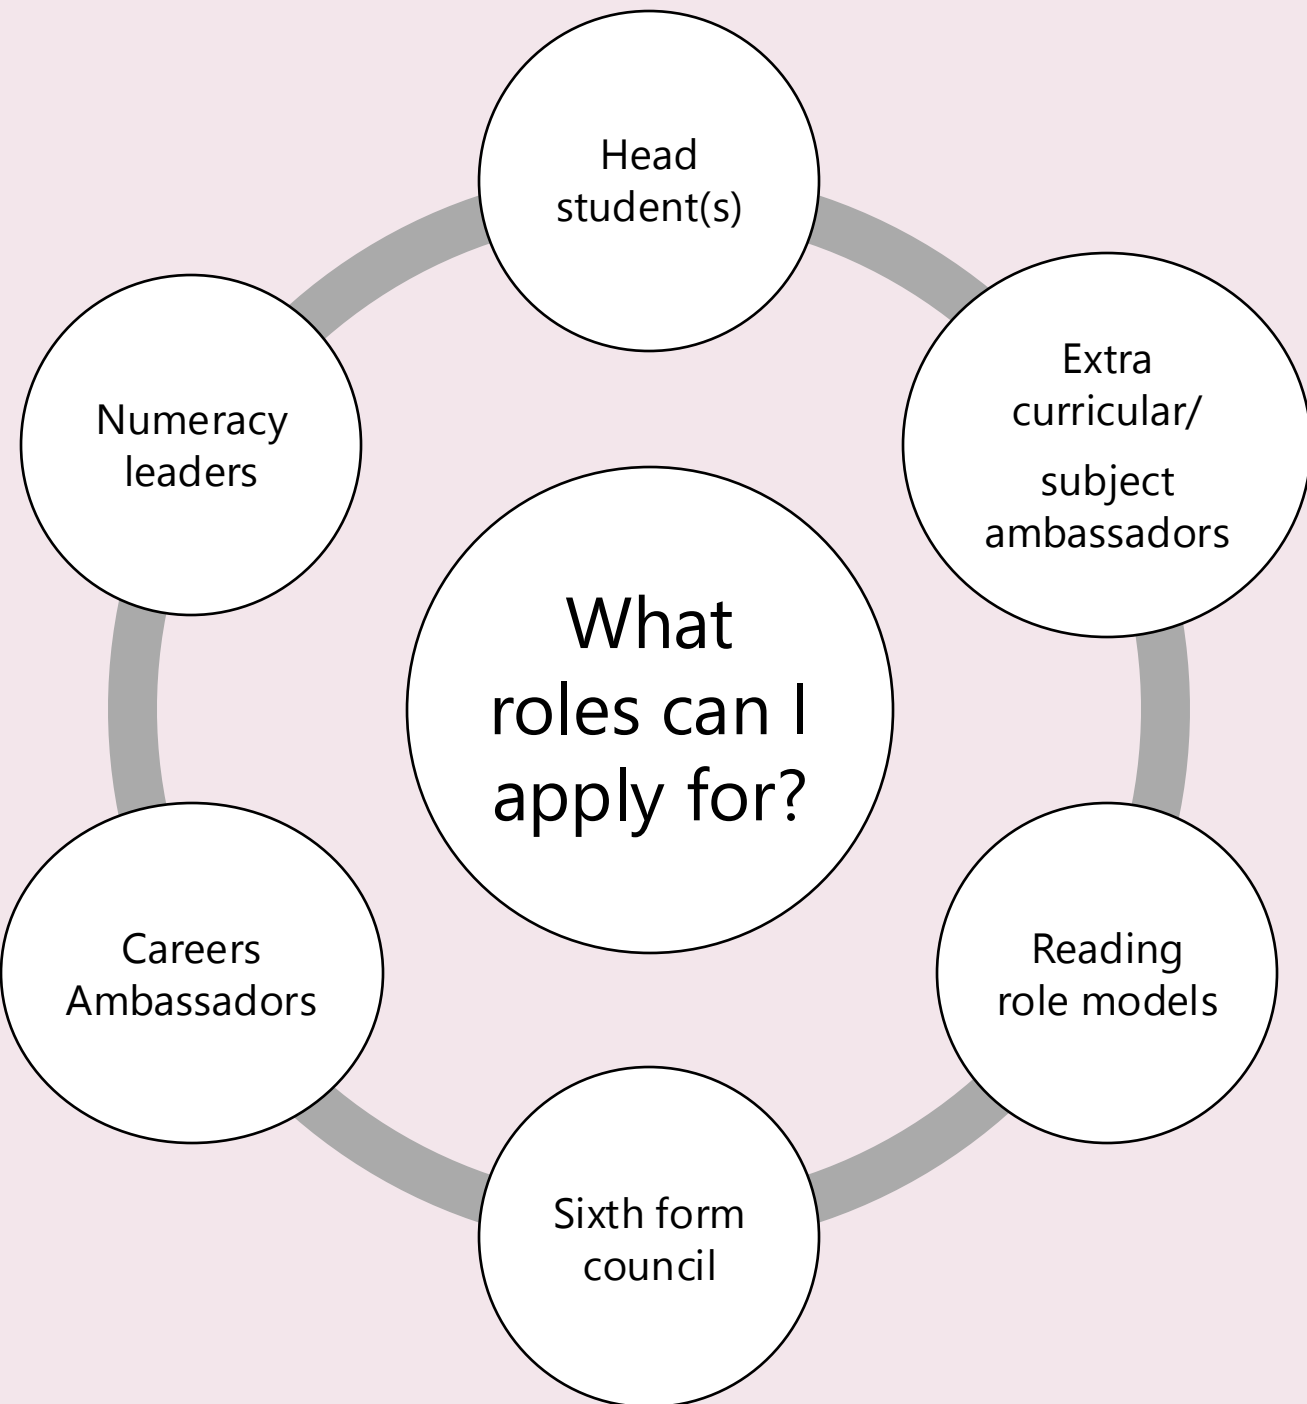 Head
student(s)
Extra
curricular/
subject
ambassadors
Reading
role models
Sixth form
council
Careers
Ambassadors
Numeracy
leaders
What
roles can I
apply for?